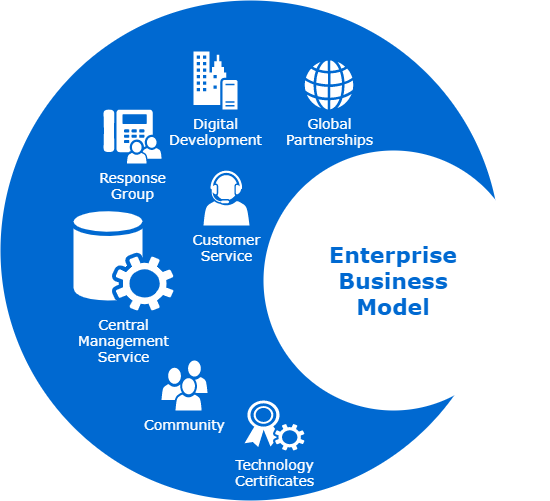 Digital
Development
Global
Partnerships
Response
Group
Customer
Service
Enterprise
Business
Model
Central
Management
Service
Community
Technology
Certificates